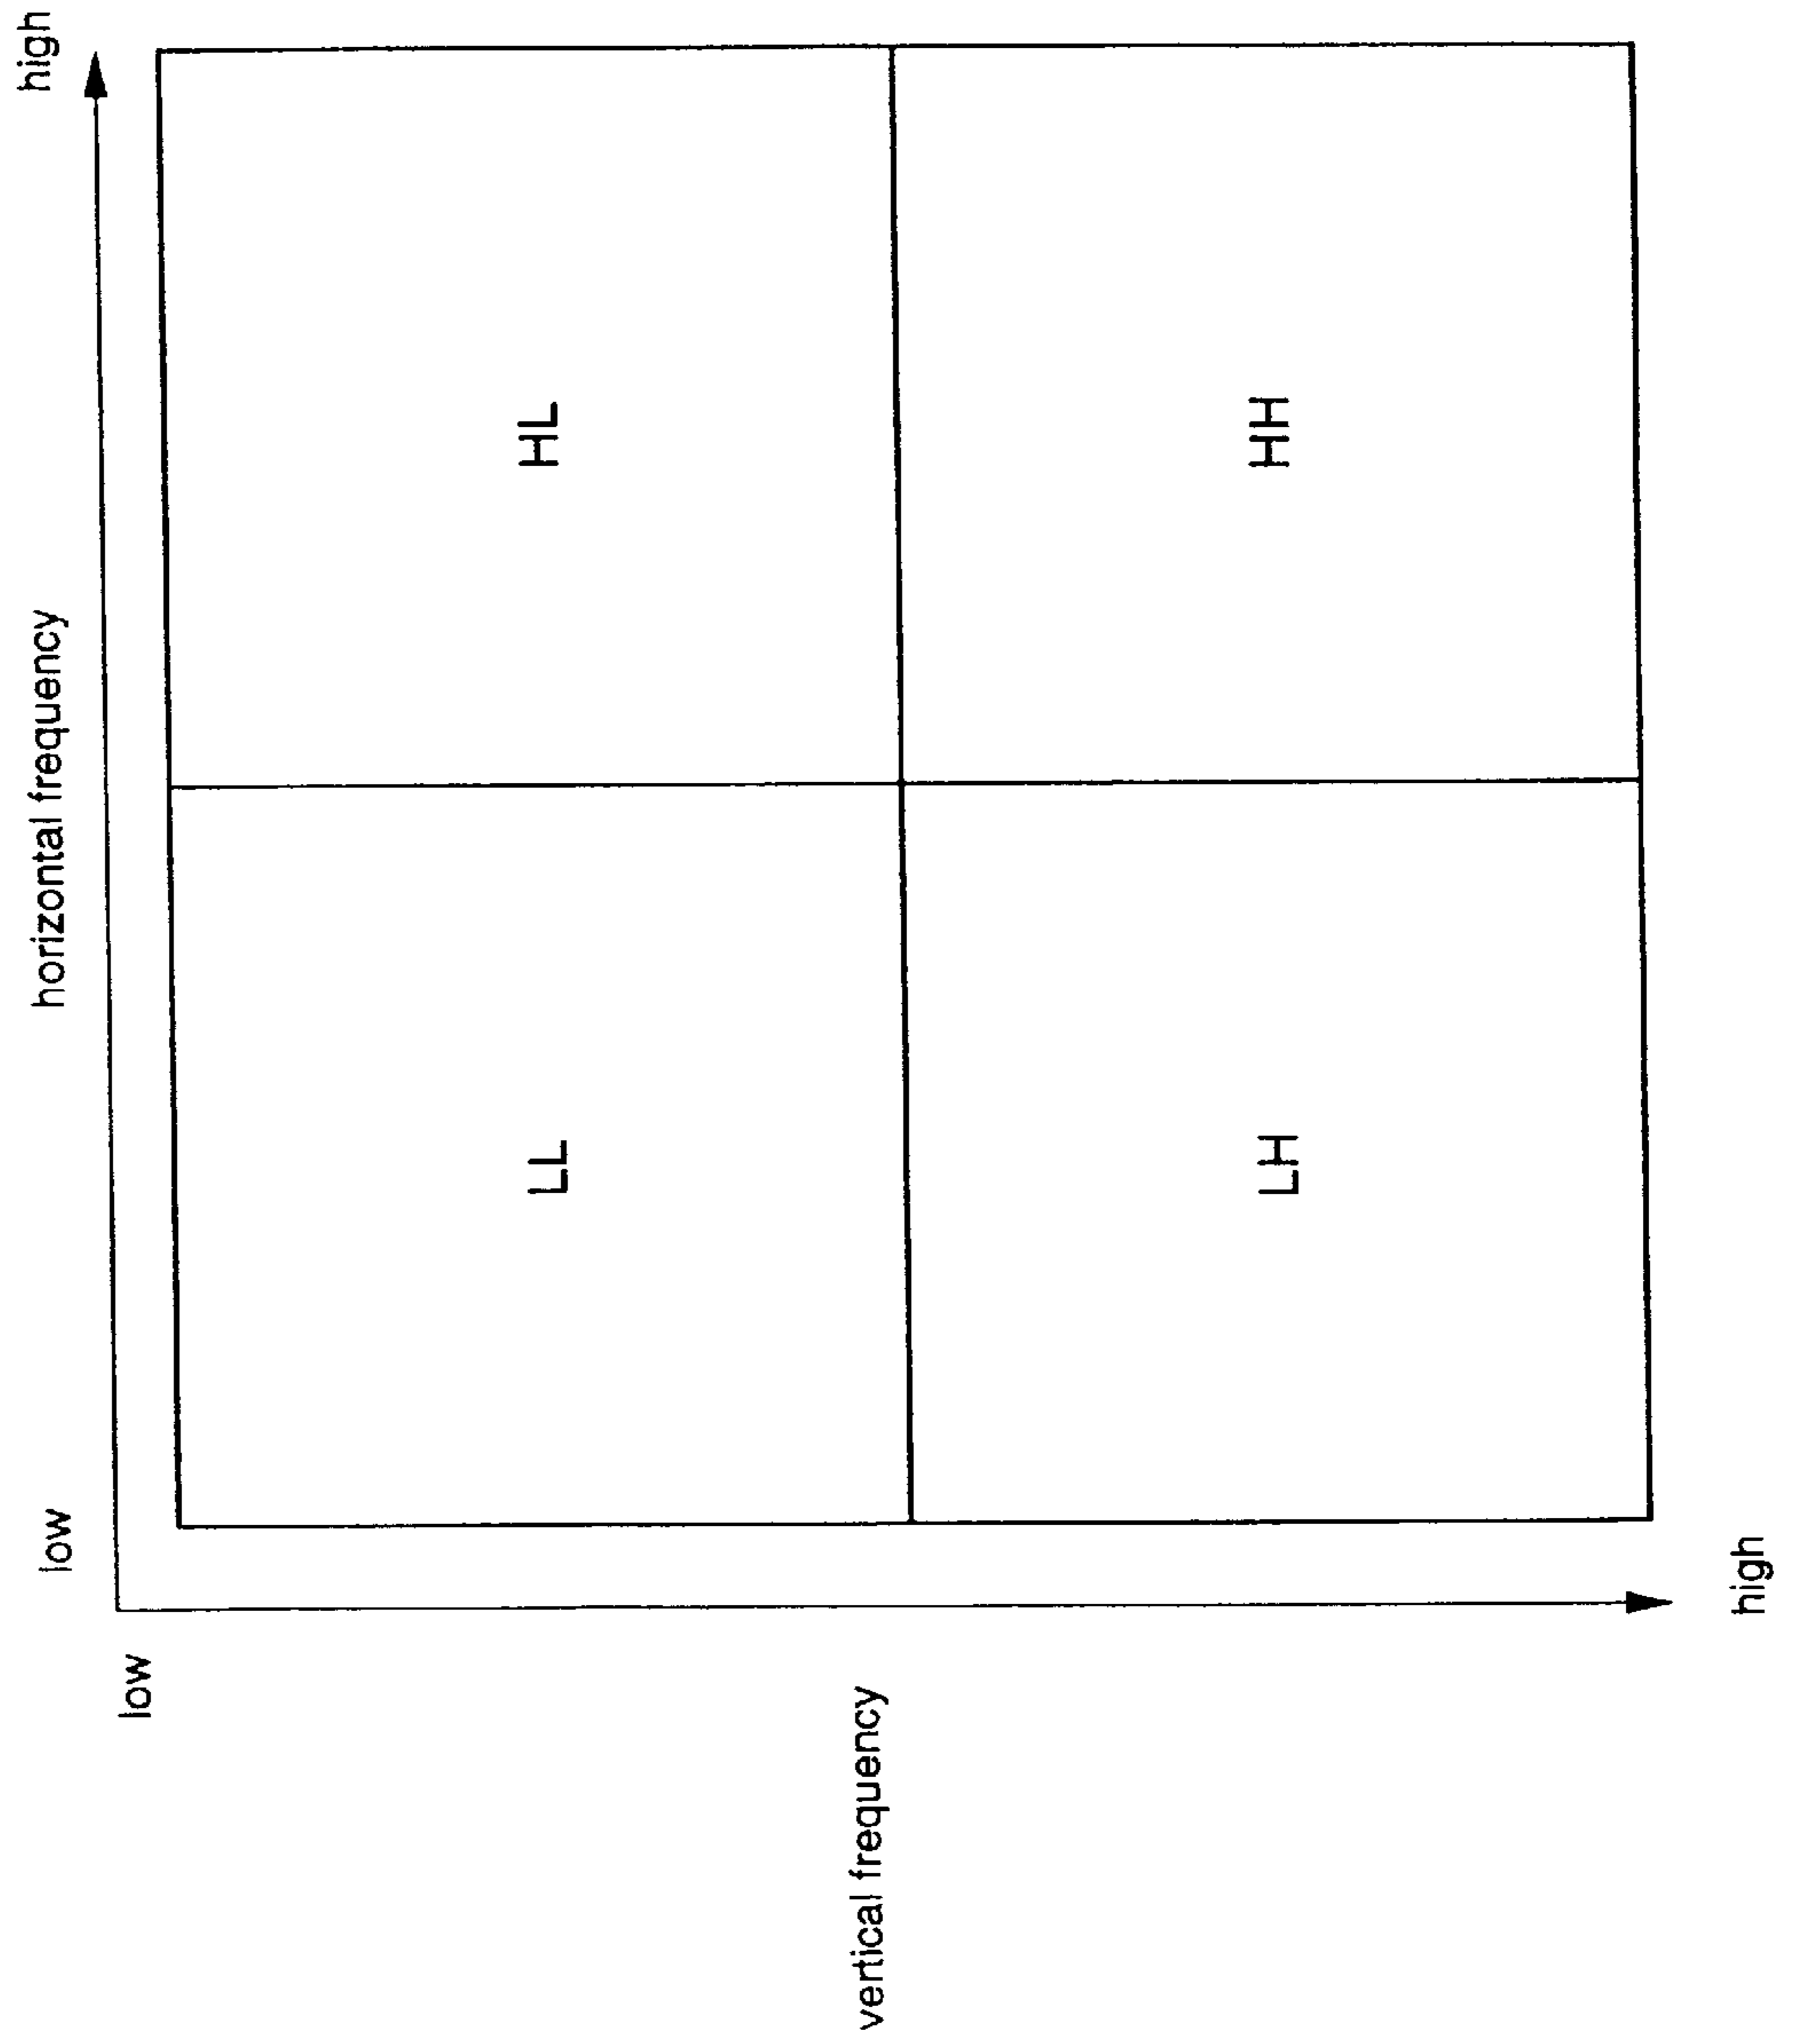 horizontal frequency
low
high
low
LL
HL
vertical frequency
LH
HH
high